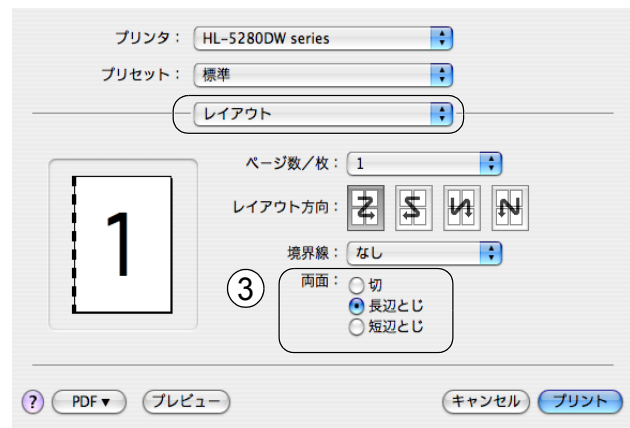 プリンタ： HL-5280DW series
プリセット： 標準
レイアウト
ページ数／枚： 1
レイアウト方向：
境界線： なし
1
③ 両面： 切
長辺とじ
短辺とじ
? PDF▼ プレビュー キャンセル プリント